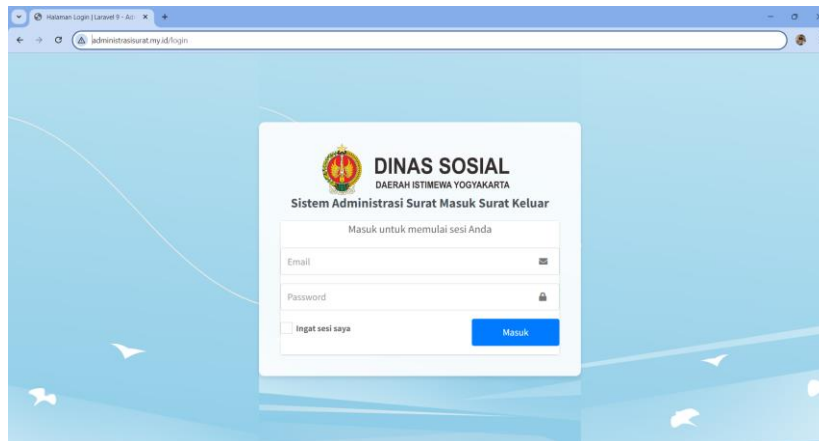 Halaman Login | Laravel 9 - Ad
administrasisurat.my.id/login
DINAS SOSIAL
DAERAH ISTIMEWA YOGYAKARTA
Sistem Administrasi Surat Masuk Surat Keluar
Masuk untuk memulai sesi Anda
Email
Password
Ingat sesi saya
Masuk